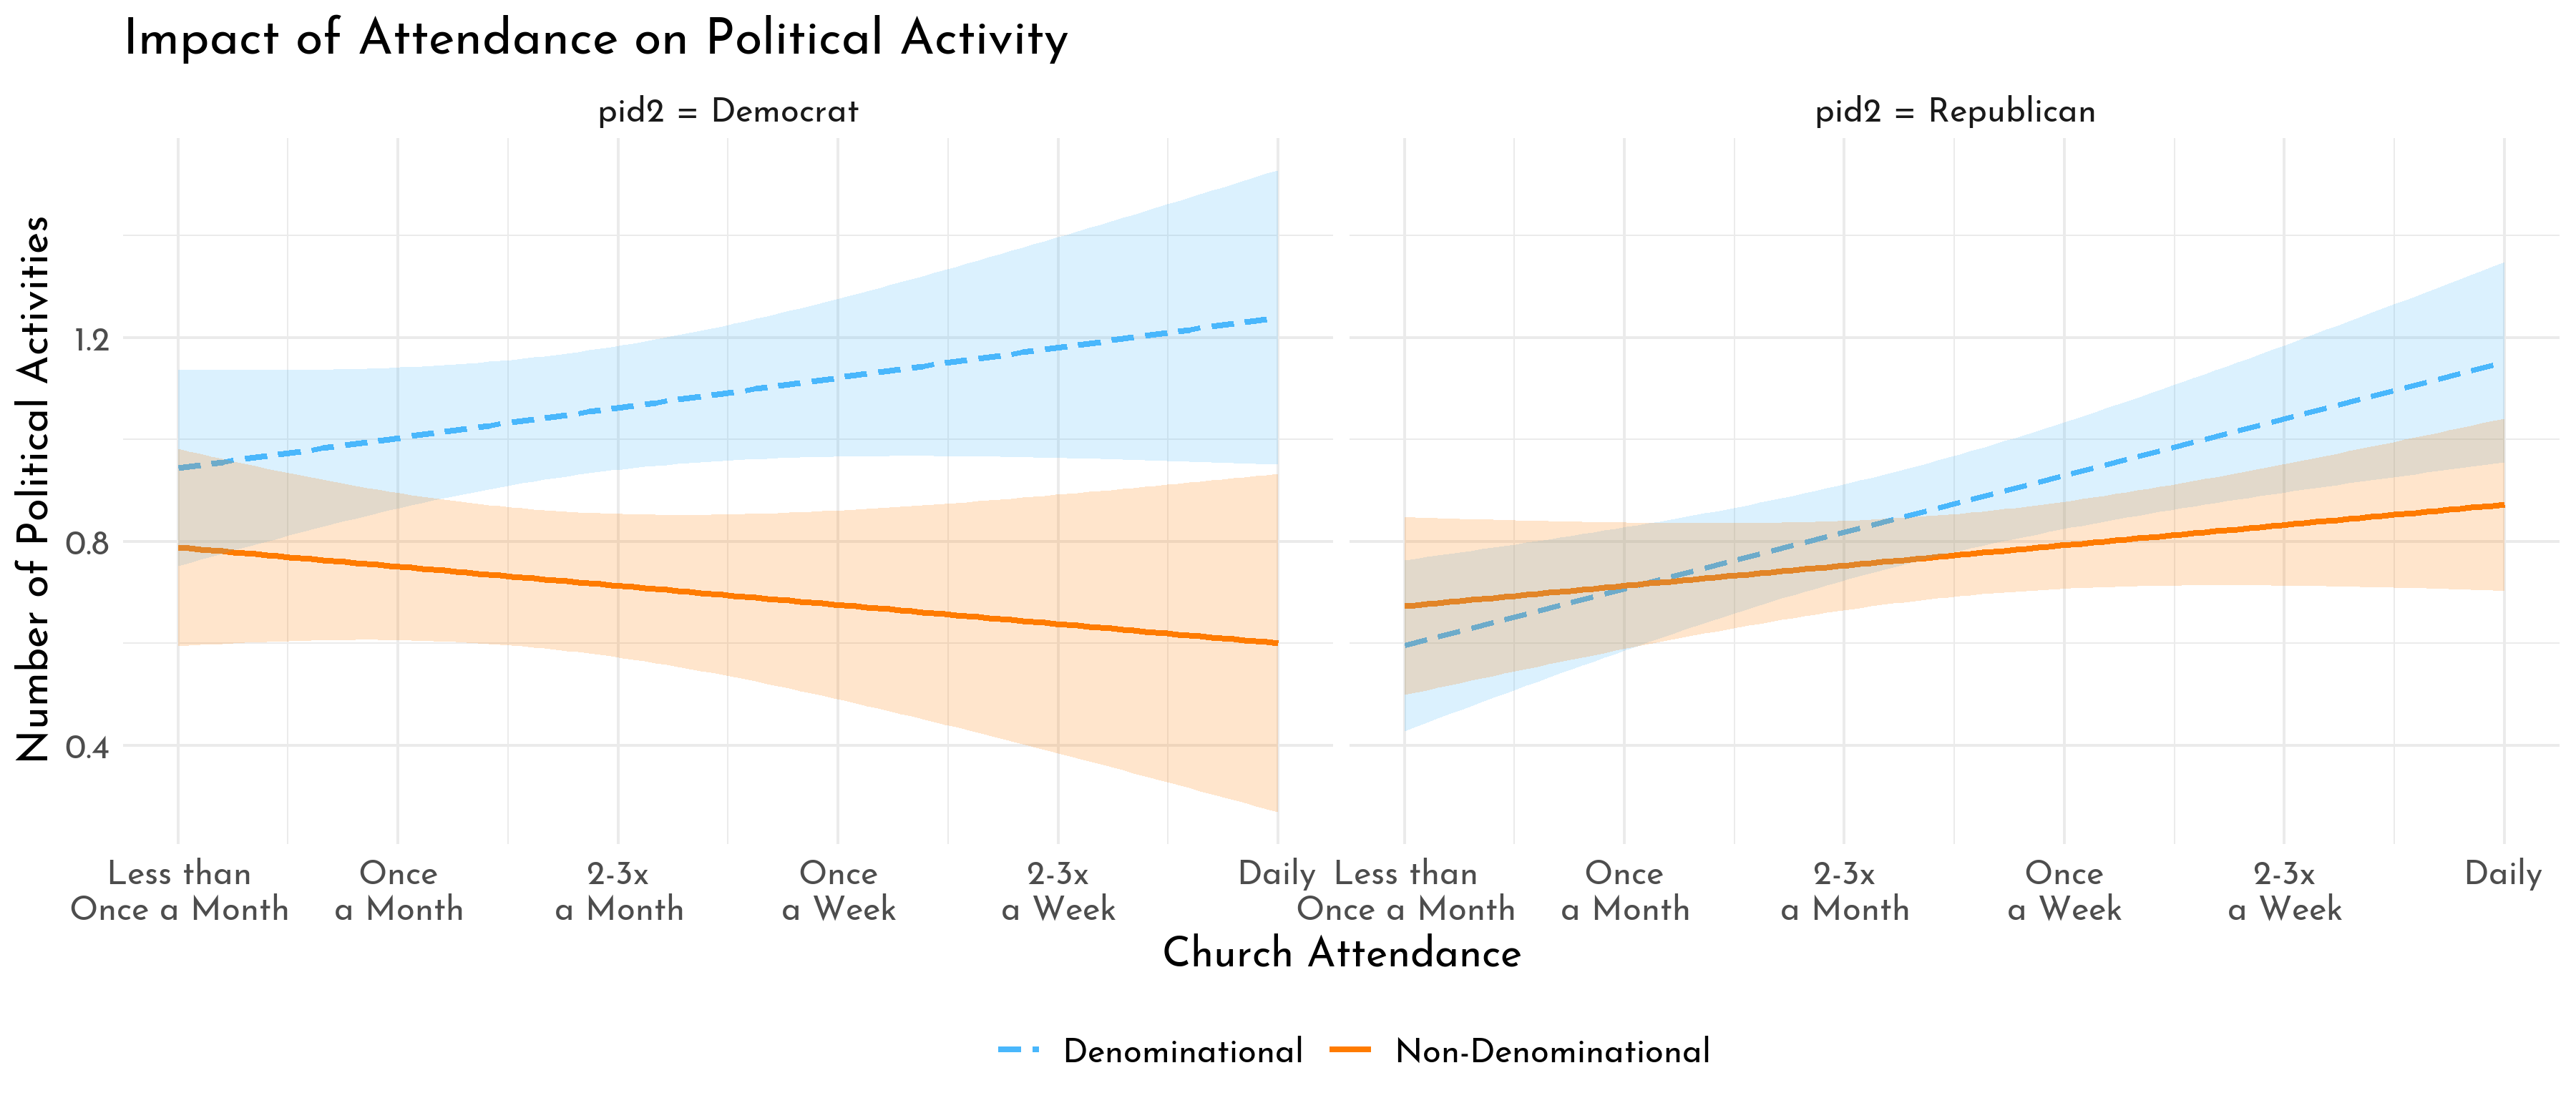 Impact of Attendance on Political Activity
pid2 = Democrat
pid2 = Republican
Number of Political Activities
1.2
0.8
0.4
Less than
Once a Month
Once
a Month
2-3x
a Month
Once
a Week
2-3x
a Week
Daily
Less than
Once a Month
Once
a Month
2-3x
a Month
Once
a Week
2-3x
a Week
Daily
Church Attendance
Denominational
Non-Denominational